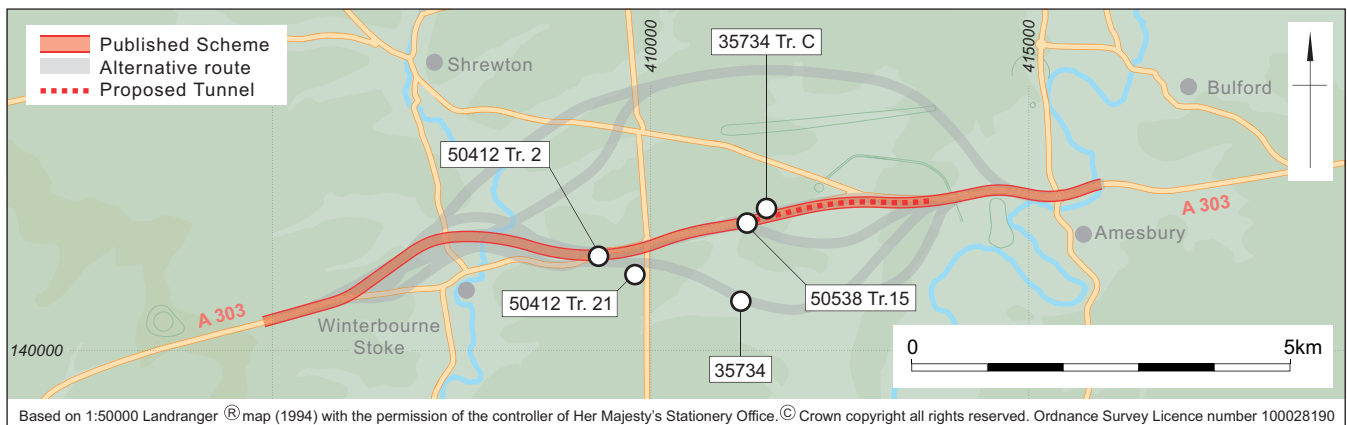 Published Scheme
Alternative route
Proposed Tunnel
Shrewton
410000
35734 Tr. C
415000
Bulford
50412 Tr. 2
A 303
Amesbury
50412 Tr. 21
50538 Tr.15
A 303
Winterbourne
Stoke
35734
140000
0
5km
Based on 1:50000 Landranger ® map (1994) with the permission of the controller of Her Majesty's Stationery Office. © Crown copyright all rights reserved. Ordnance Survey Licence number 100028190